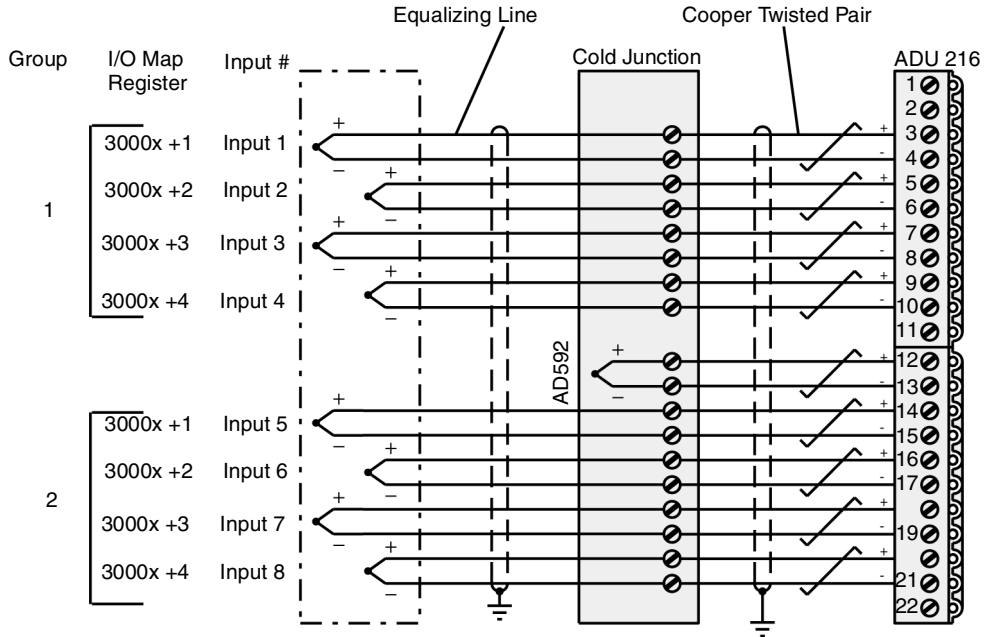 Equalizing Line
Cooper Twisted Pair
Group
I/O Map
Register
Input #
Cold Junction
ADU 216
1
2
+
3000x +1
Input 1
+
3
–
-
4
3000x +2
Input 2
+
+
5
–
-
6
1
3000x +3
Input 3
+
+
7
–
-
8
3000x +4
Input 4
+
+
9
–
-
10
11
AD592
+
+
12
–
-
13
3000x +1
Input 5
+
+
14
–
-
15
3000x +2
Input 6
+
+
16
–
-
17
2
3000x +3
Input 7
+
+
–
-
19
3000x +4
Input 8
+
+
–
-
21
22